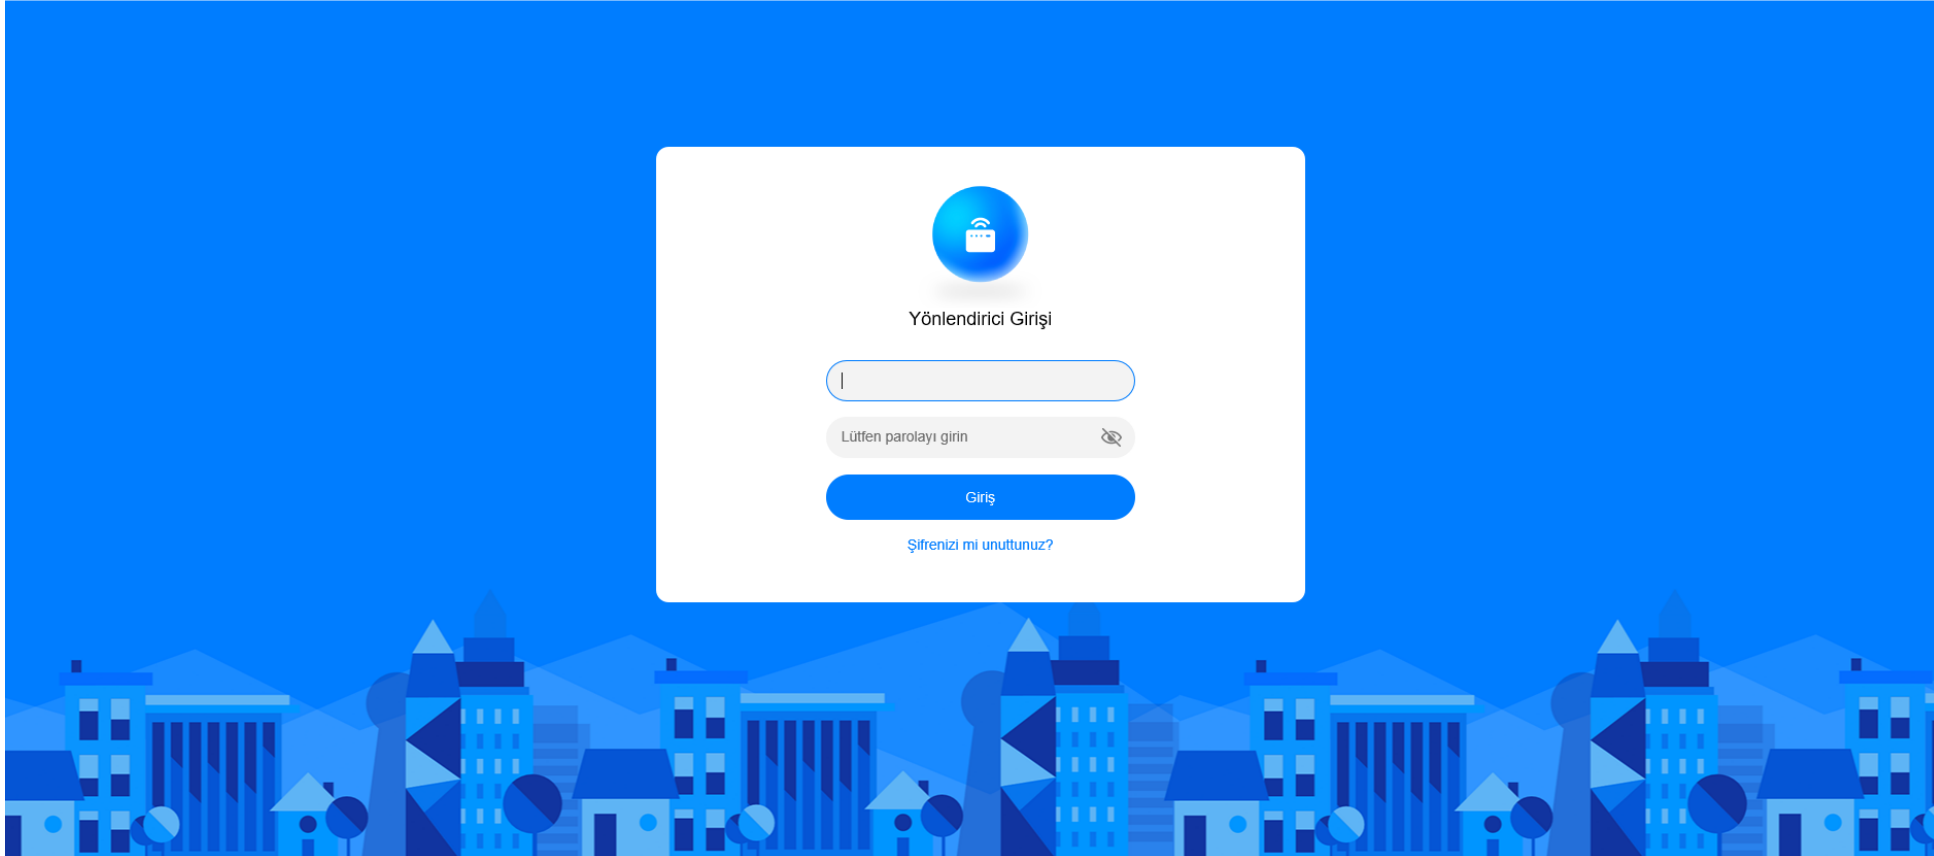 Yönlendirici Girişi
Lütfen parolayı girin
Giriş
Şifrenizi mi unuttunuz?